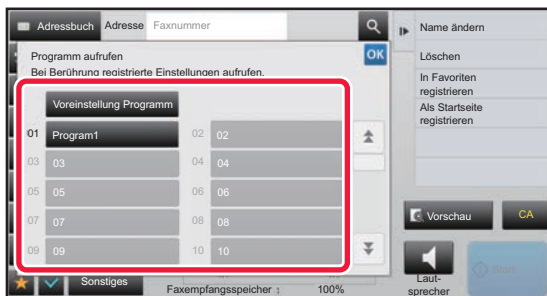 Adressbuch Adresse Faxnummer
Programm aufrufen
OK
Bei Berührung registrierte Einstellungen aufrufen.
Voreinstellung Programm
01 Program1 02 02
03 03 04 04
05 05 06 06
07 07 08 08
09 09 10 10
Sonstiges
Faxempfangsspeicher : 100%
Name ändern
Löschen
In Favoriten
registrieren
Als Startseite
registrieren
Vorschau CA
Laut-
sprecher
Start